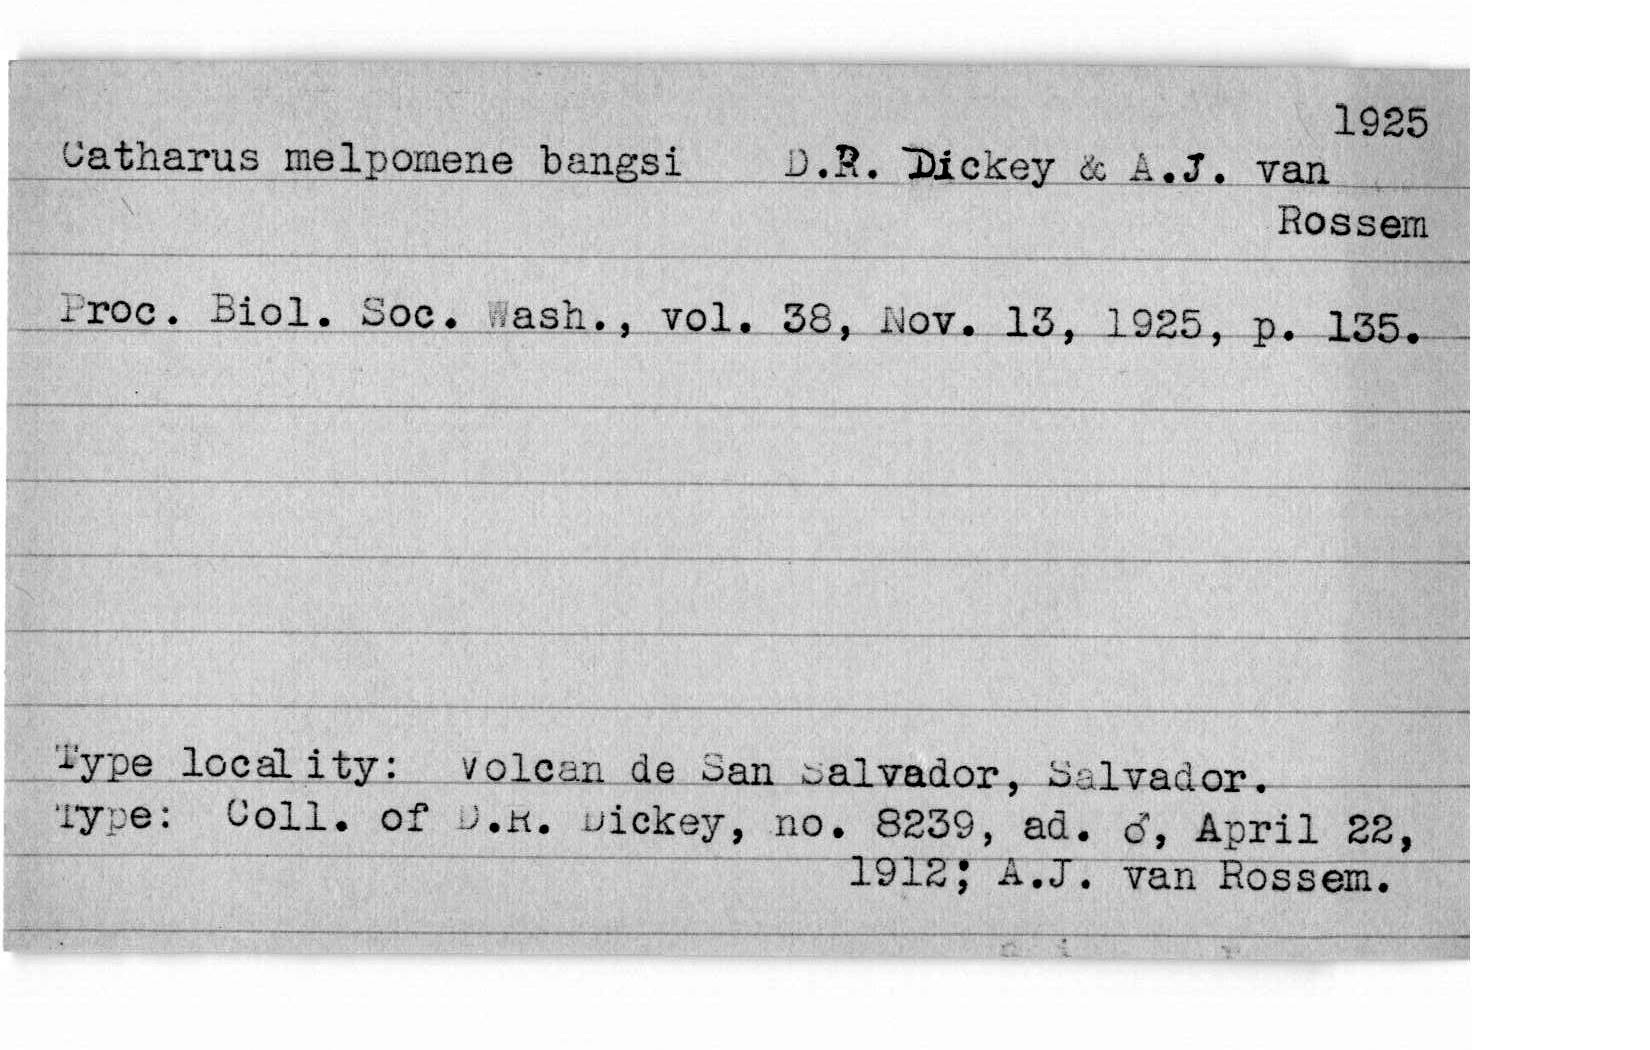 1925
Catharus melpomene bangsi D.R. Dickey & A.J. van
Rossem
Proc. Biol. Soc. Wash., vol. 38, Nov. 13, 1925, p. 135.
Type locality: Volcan de San Salvador, Salvador.
Type: Coll. of D.R. Dickey, no. 8239, ad. ♂, April 22,
1912; A.J. van Rossem.